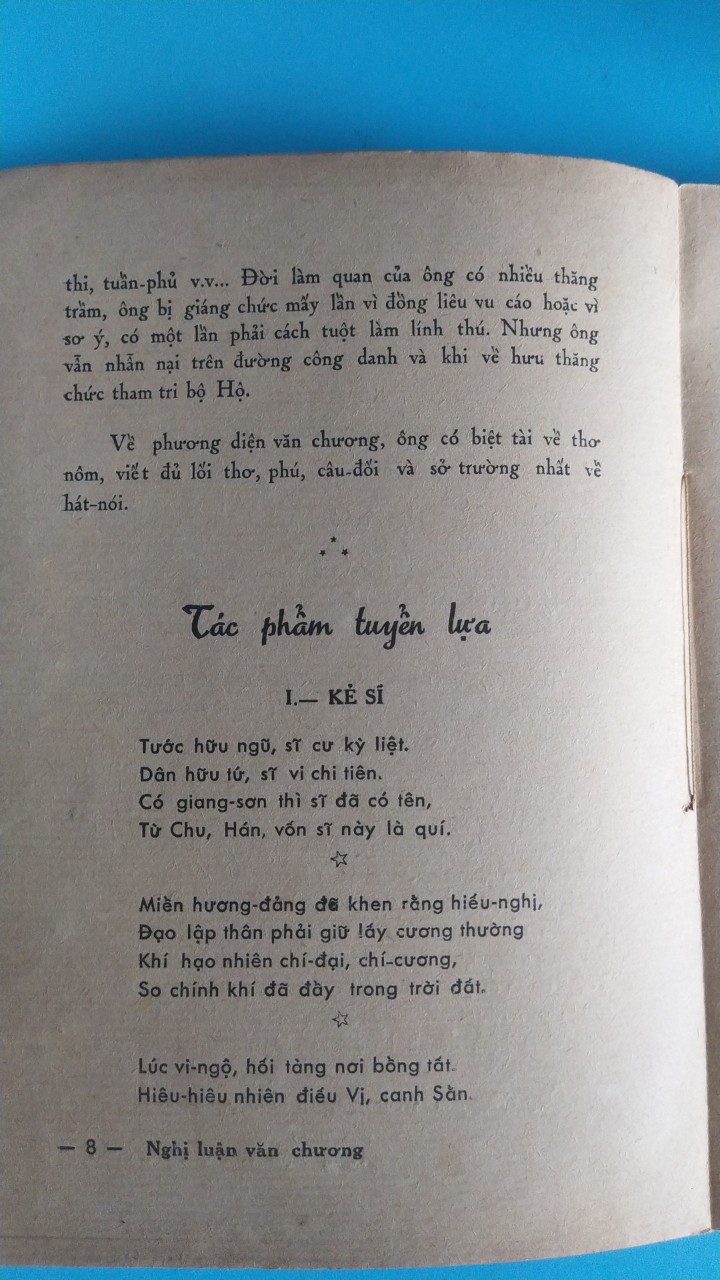 thi, tuần-phủ v.v... Đời làm quan của ông có nhiều thăng
trầm, ông bị giáng chức mấy lần vì đồng liêu vu cáo hoặc vì
sơ ý, có một lần phải cách tuột làm lính thú. Nhưng ông
vẫn nhẫn nại trên đường công danh và khi về hưu thăng
chức tham tri bộ Hộ.
Về phương diện văn chương, ông có biệt tài về thơ
nôm, viết đủ lối thơ, phú, câu-đối và sở trường nhất về
hát-nói.
Tác phẩm tuyển lựa
I.— KẺ SĨ
Tước hữu ngũ, sĩ cư kỳ liệt.
Dân hữu tứ, sĩ vi chi tiên.
Có giang-sơn thì sĩ đã có tên,
Từ Chu, Hán, vốn sĩ này là quí.
Miền hương-đảng đã khen rằng hiếu-nghị,
Đạo lập thân phải giữ lấy cương thường
Khí hạo nhiên chí-đại, chí-cương,
So chính khí đã đầy trong trời đất.
Lúc vi-ngộ, hối tàng nơi bồng tất.
Hiêu-hiêu nhiên điếu Vị, canh Sằn.
— 8 — Nghị luận văn chương